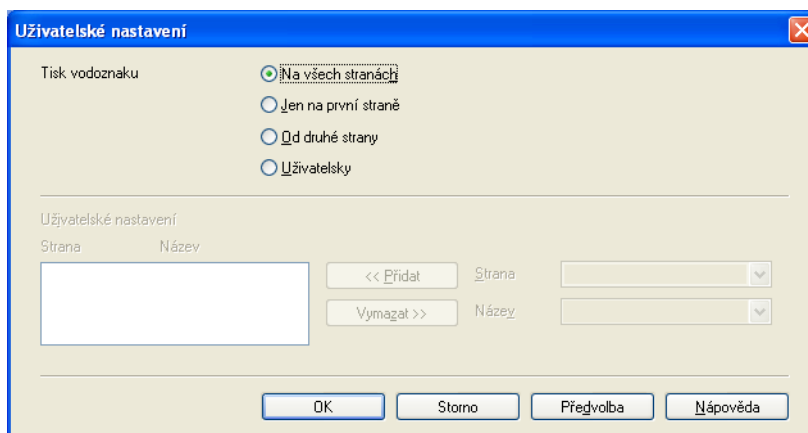 Uživatelské nastavení
Tisk vodoznaku
Na všech stranách
Jen na první straně
Od druhé strany
Uživatelsky
Uživatelské nastavení
Strana Název
<< Přidat Strana
Vymazat >> Název
OK Storno Předvolba Nápověda